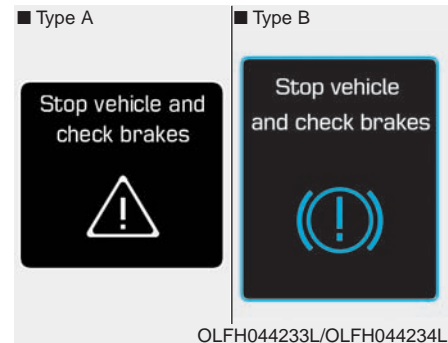 ■ Type A
Stop vehicle and
check brakes
■ Type B
Stop vehicle
and check brakes
OLFH044233L/OLFH044234L